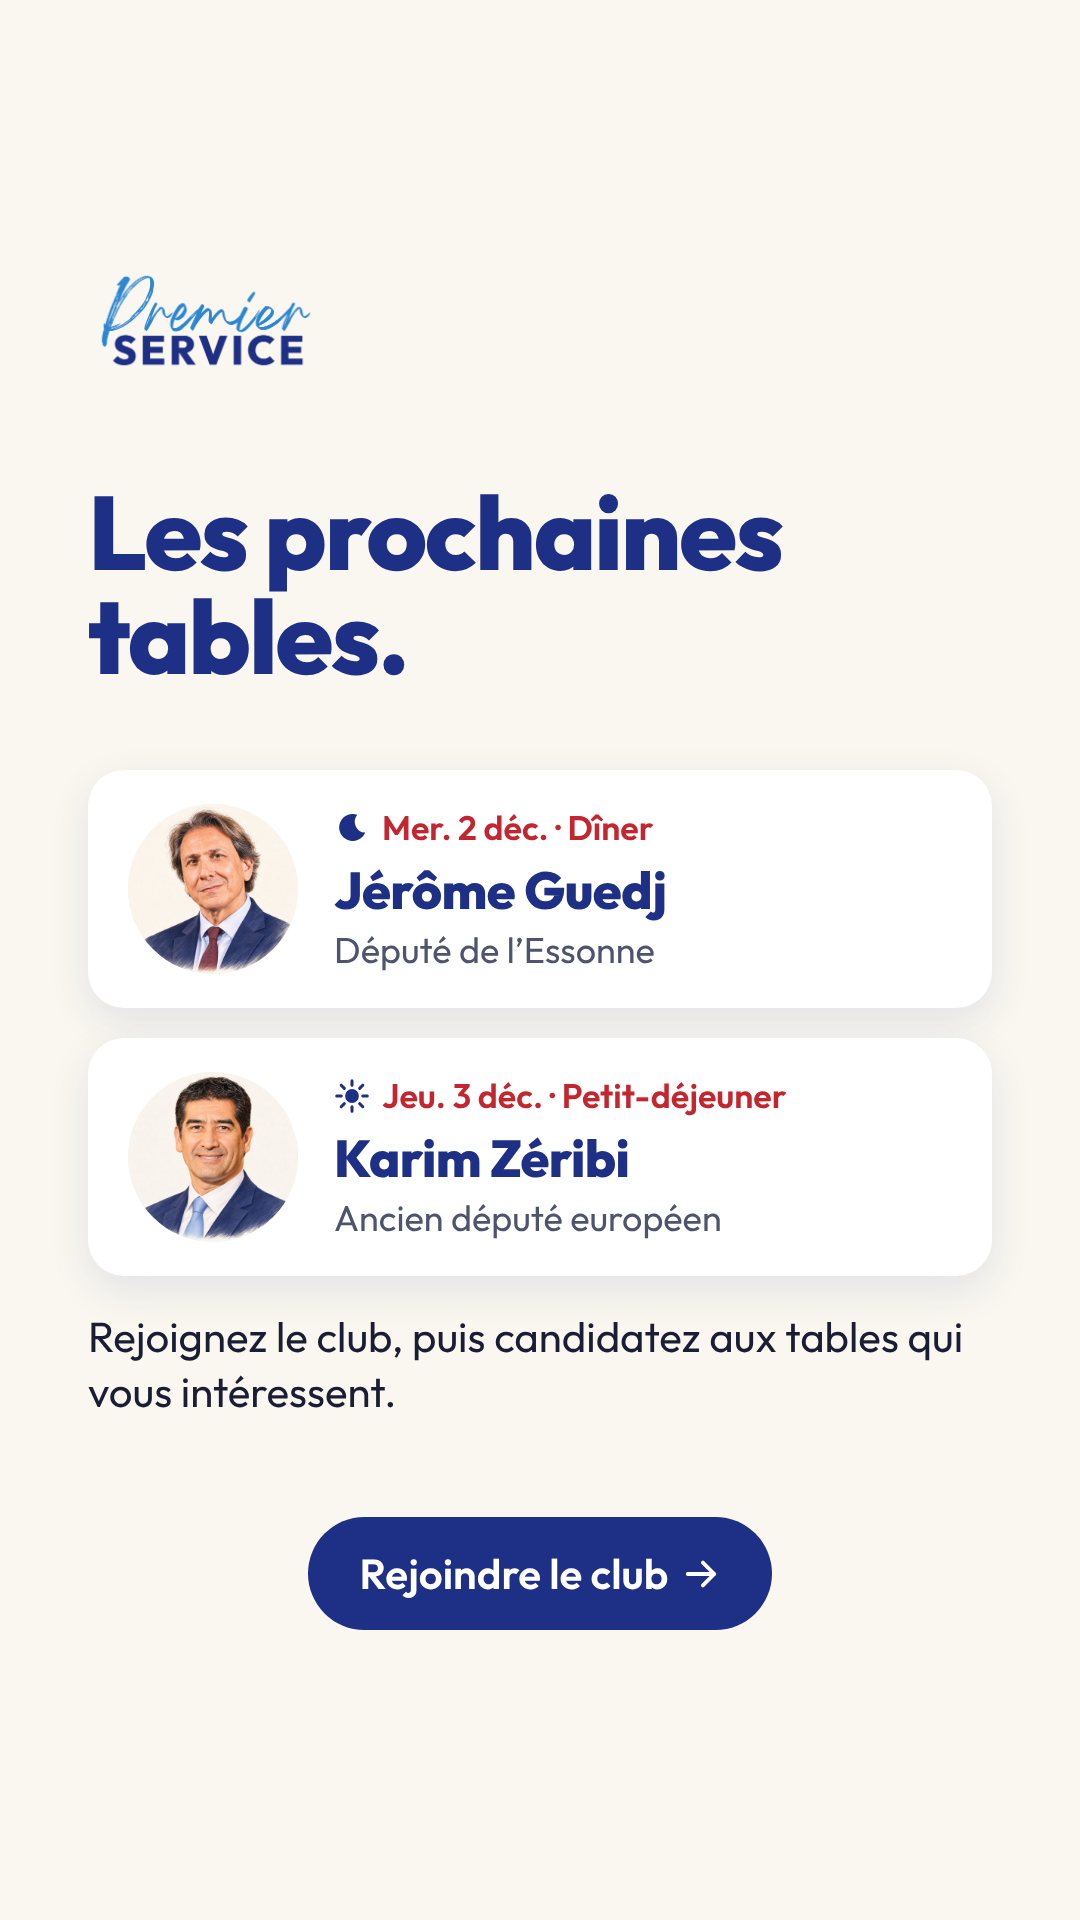 Premier
SERVICE
Les prochaines
tables.
Mer. 2 déc. · Dîner
Jérôme Guedj
Député de l’Essonne
Jeu. 3 déc. · Petit-déjeuner
Karim Zéribi
Ancien député européen
Rejoignez le club, puis candidatez aux tables qui
vous intéressent.
Rejoindre le club →